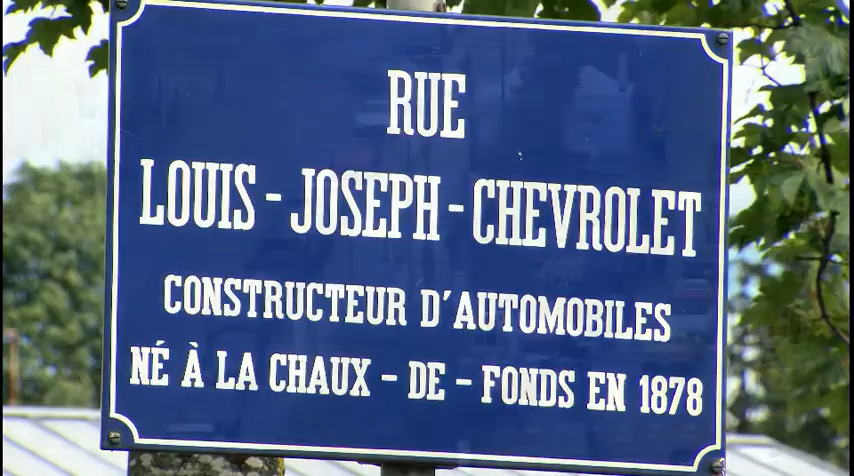 RUE
LOUIS - JOSEPH - CHEVROLET
CONSTRUCTEUR D'AUTOMOBILES
NÉ À LA CHAUX - DE - FONDS EN 1878